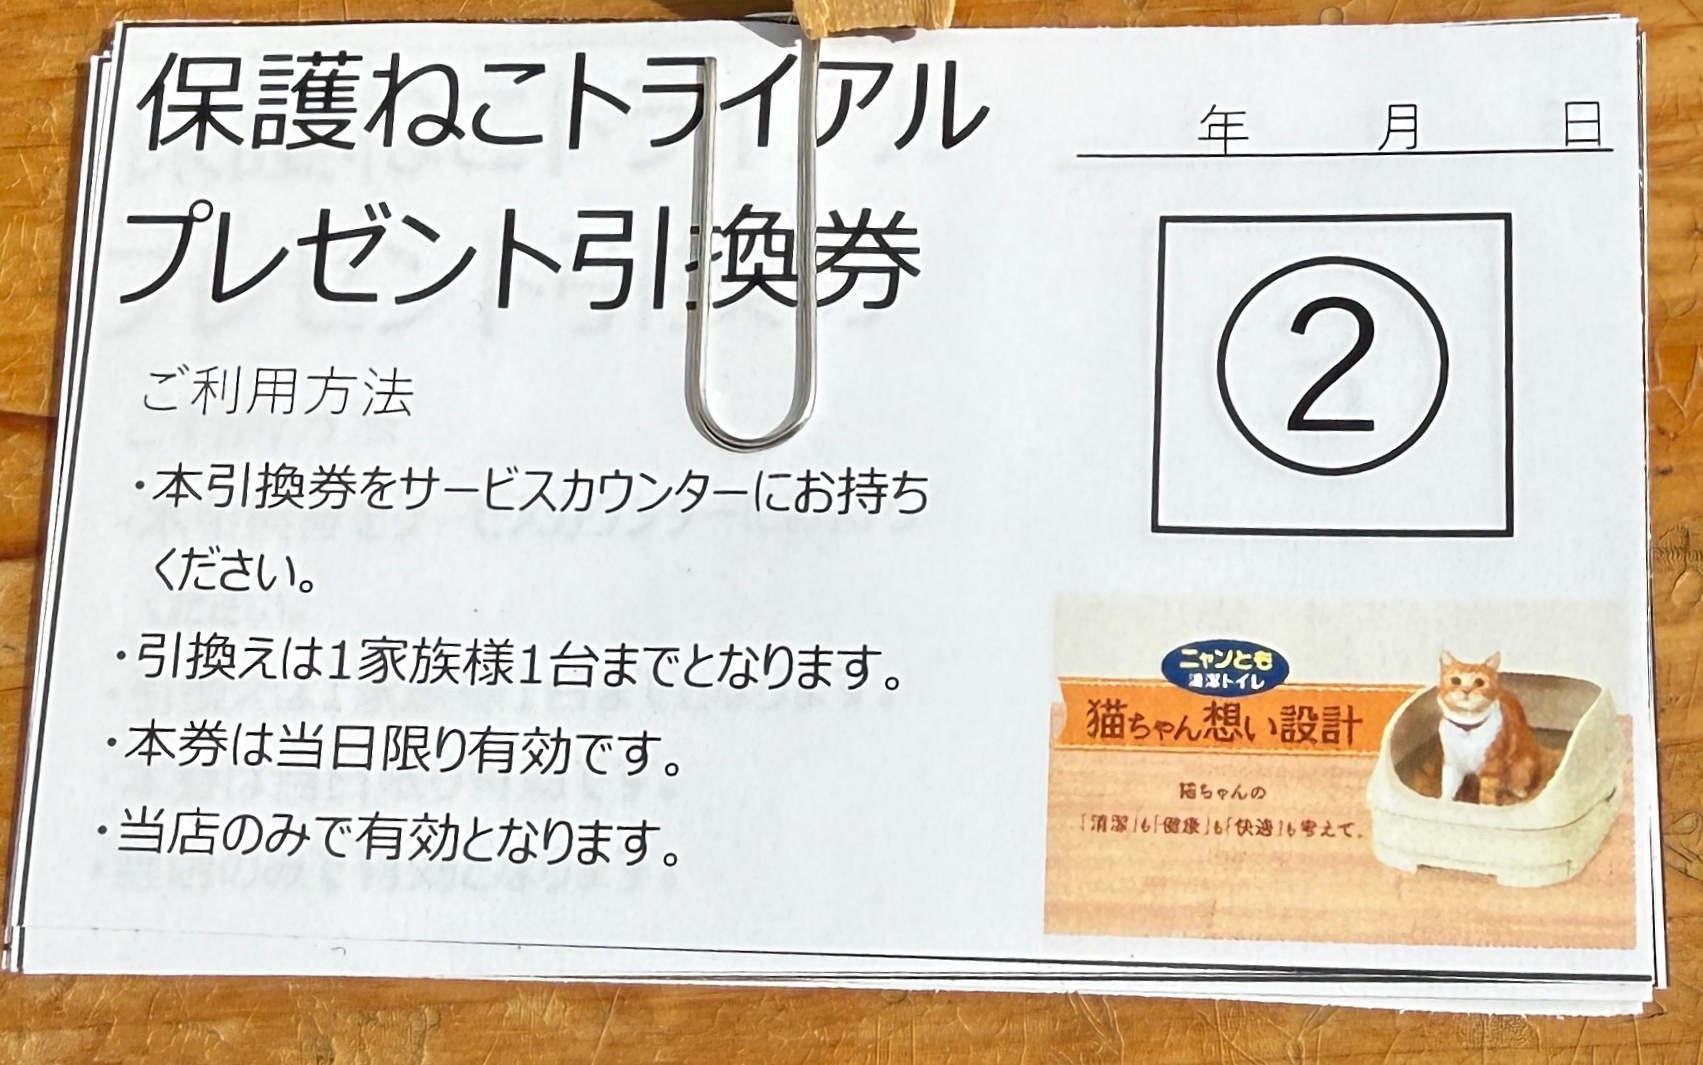 保護ねこトライアル
プレゼント引換券
年 月 日
②
ご利用方法
・本引換券をサービスカウンターにお持ち
ください。
・引換えは1家族様1台までとなります。
・本券は当日限り有効です。
・当店のみで有効となります。
ニャンとも
清潔トイレ
猫ちゃん想い設計
猫ちゃんの
「清潔」も「健康」も「快適」も考えて。